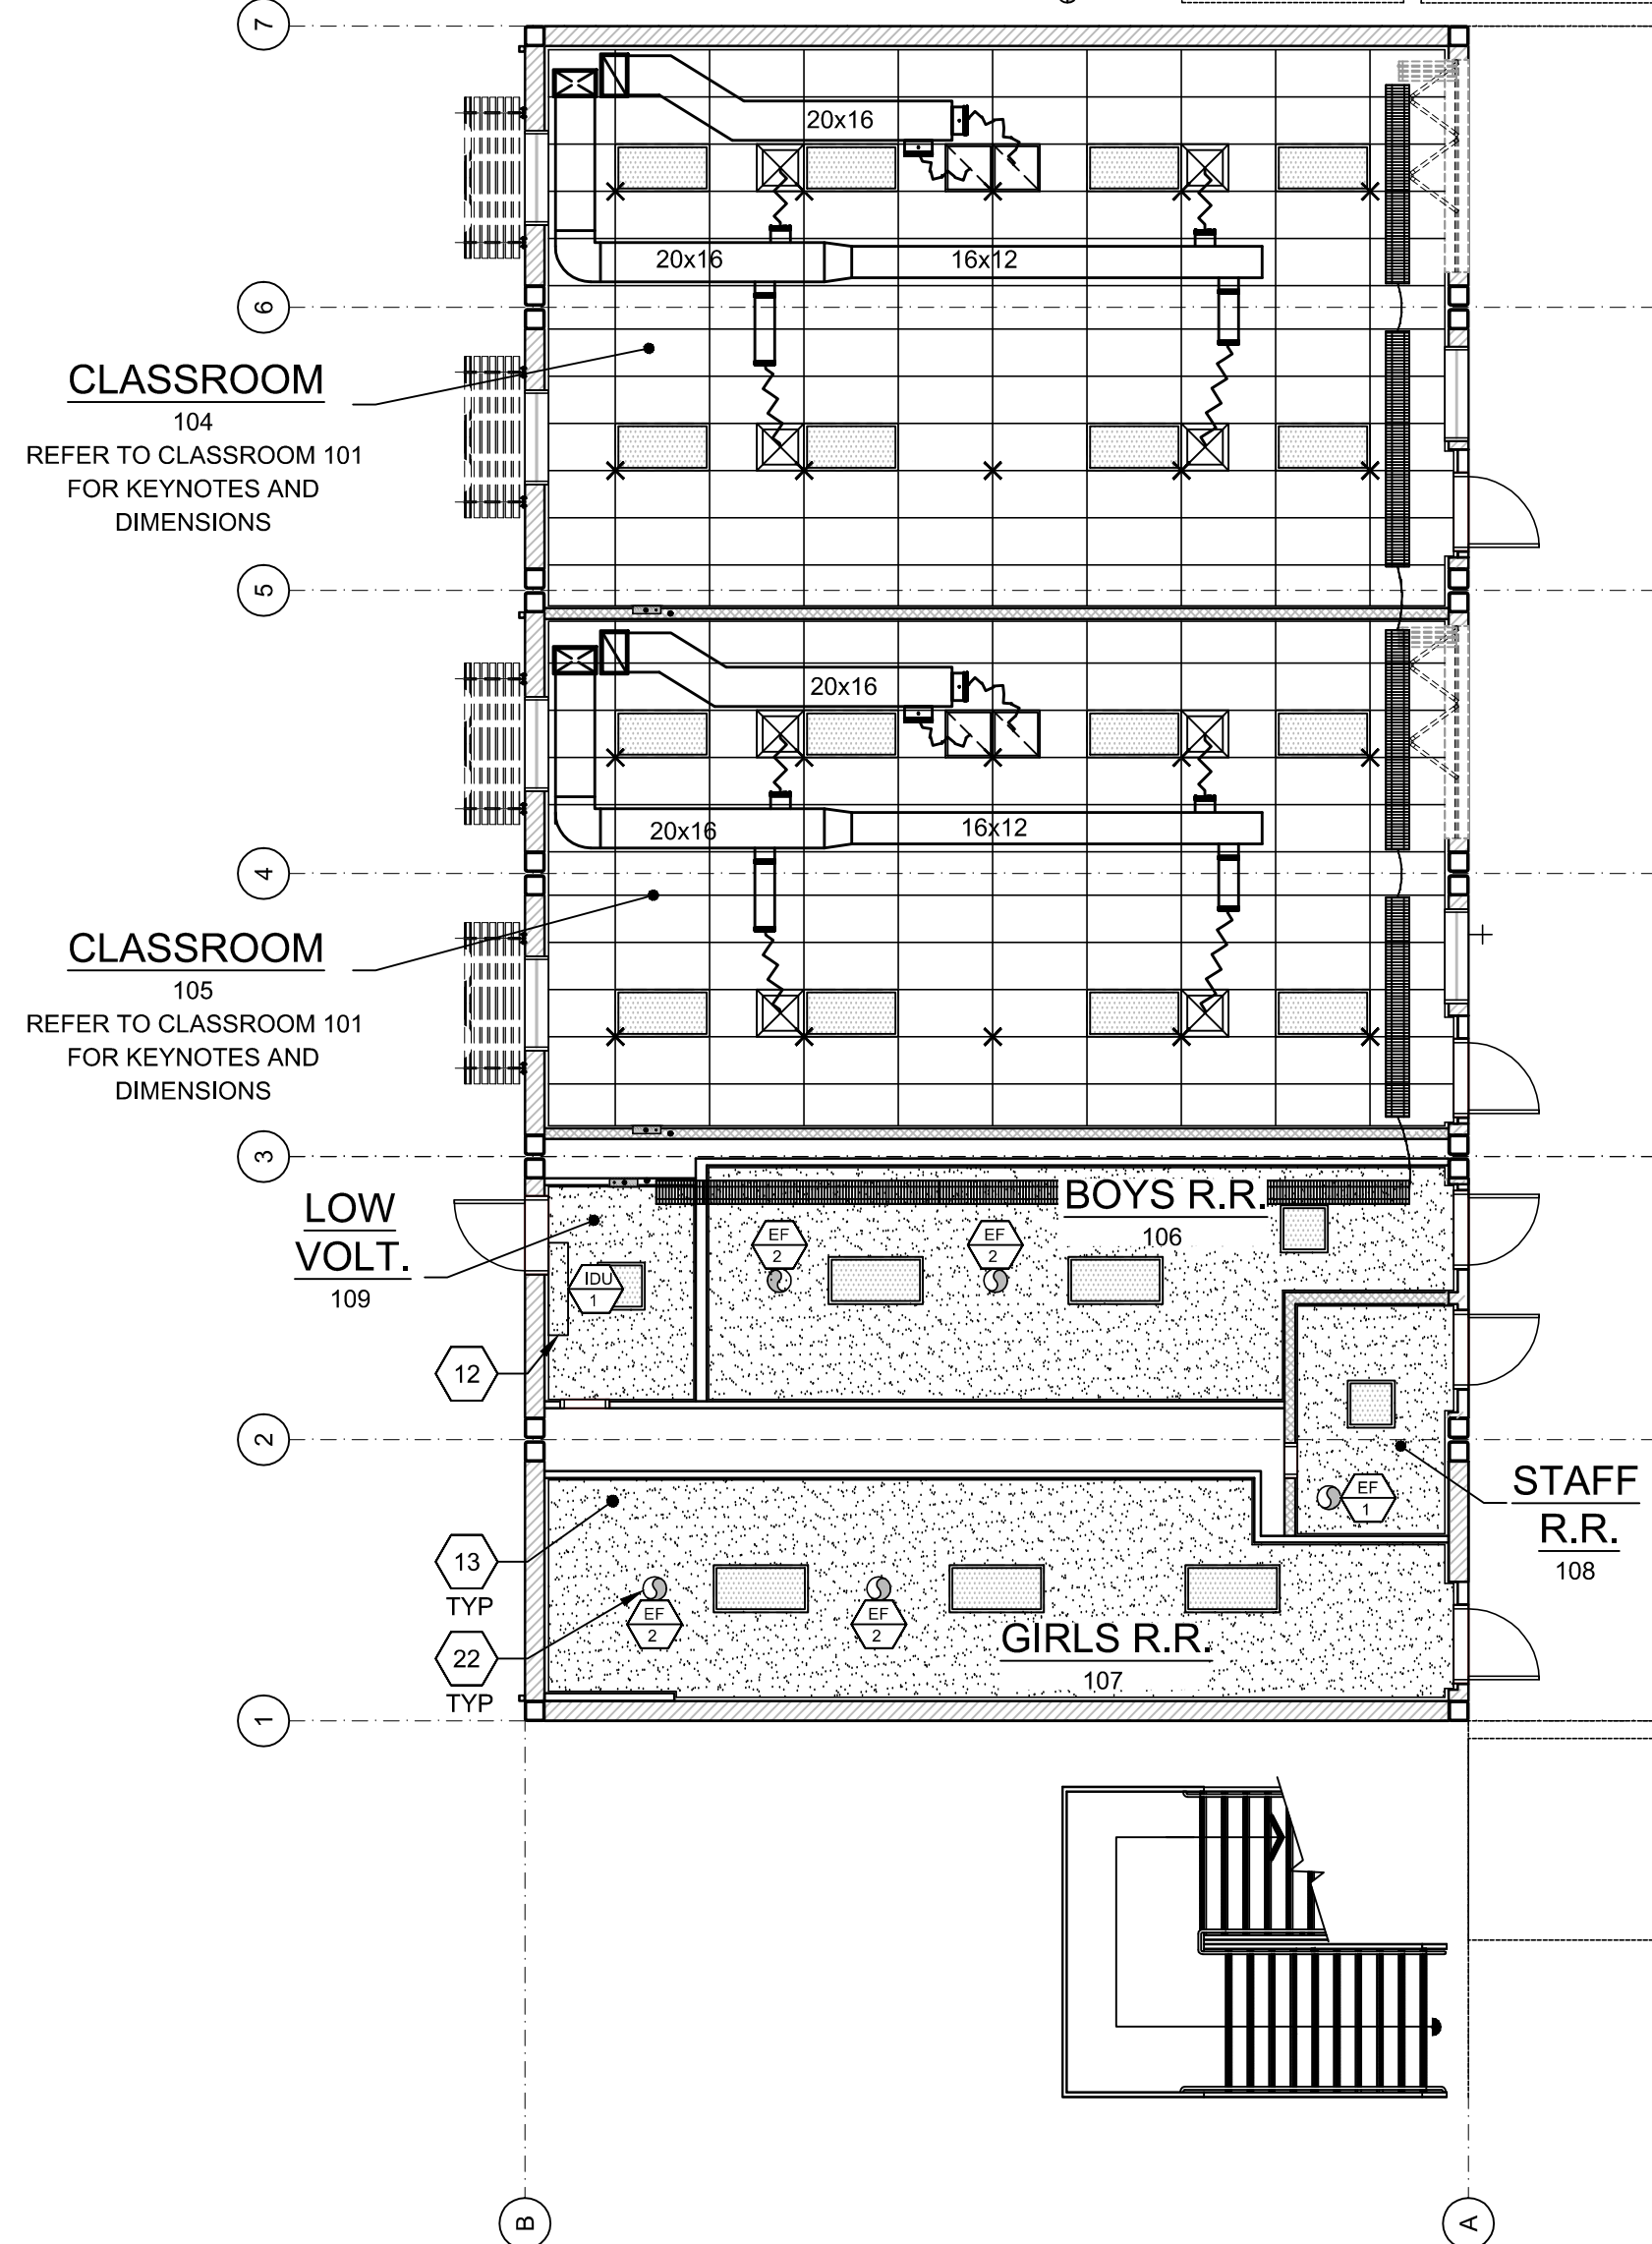 7
20x16
20x16
16x12
6
CLASSROOM
104
REFER TO CLASSROOM 101
FOR KEYNOTES AND
DIMENSIONS
5
20x16
20x16
16x12
4
CLASSROOM
105
REFER TO CLASSROOM 101
FOR KEYNOTES AND
DIMENSIONS
3
LOW
VOLT.
109
BOYS R.R.
106
EF
2
EF
2
IDU
1
12
2
STAFF
R.R.
108
EF
1
13
TYP
22
TYP
EF
2
EF
2
GIRLS R.R.
107
1
B
A